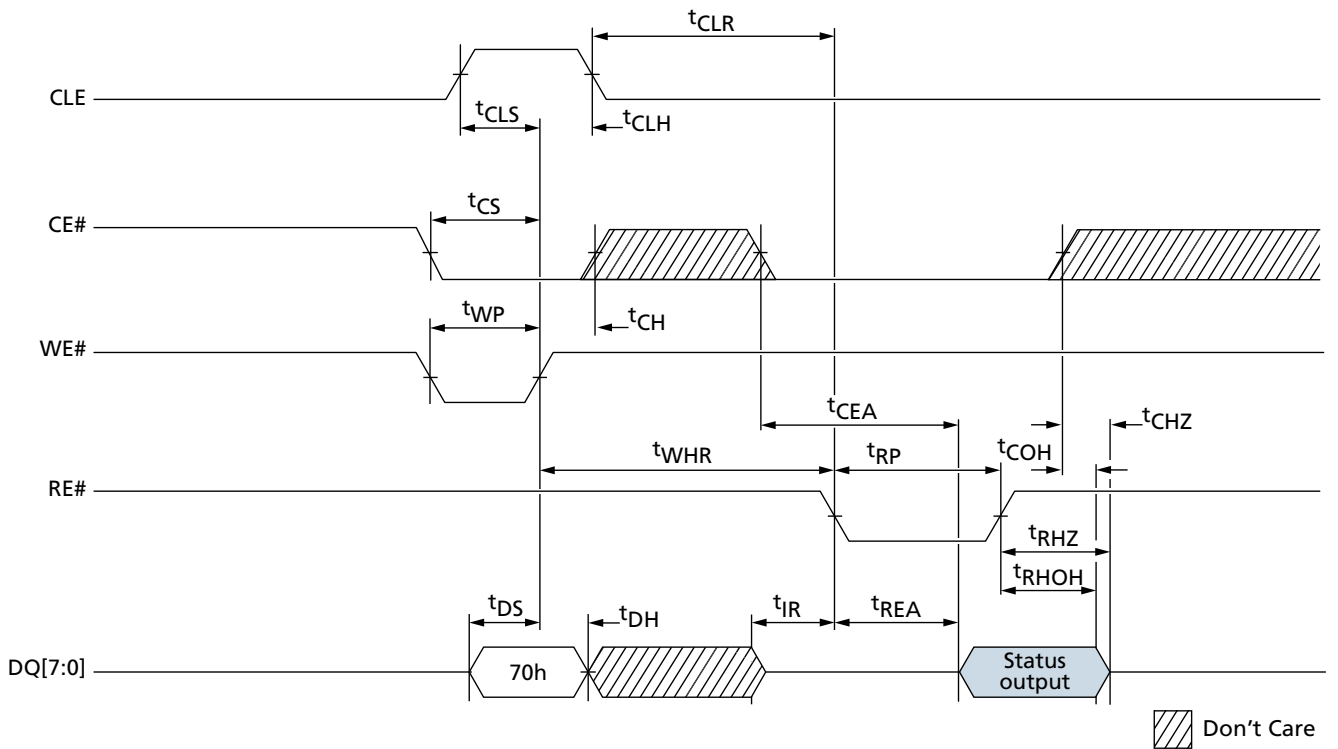 tCLR
CLE
tCLS
tCLH
tCS
CE#
tWP
tCH
WE#
tCEA
tCHZ
tWHR
tRP
tCOH
RE#
tRHZ
tRHOH
tDS
tDH
tIR
tREA
DQ[7:0]
70h
Status
output
Don't Care